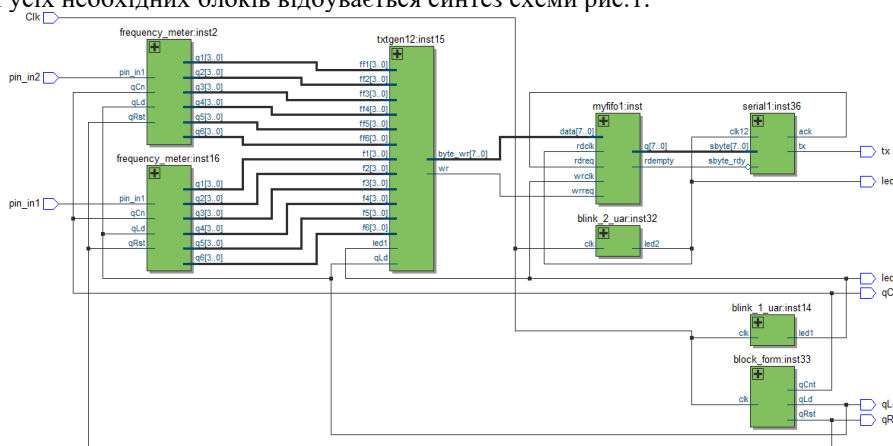 усіх необхідних блоків відбувається синтез схеми рис.1.
Clk
frequency_meter:inst2
pin_in2
pin_in1
qCn
qLd
qRst
q1[3..0]
q2[3..0]
q3[3..0]
q4[3..0]
q5[3..0]
q6[3..0]
frequency_meter:inst16
pin_in1
pin_in1
qCn
qLd
qRst
q1[3..0]
q2[3..0]
q3[3..0]
q4[3..0]
q5[3..0]
q6[3..0]
txtgen12:inst15
ff1[3..0]
ff2[3..0]
ff3[3..0]
ff4[3..0]
ff5[3..0]
ff6[3..0]
f1[3..0]
f2[3..0]
f3[3..0]
f4[3..0]
f5[3..0]
f6[3..0]
led1
qLd
byte_wr[7..0]
wr
myfifo1:inst
data[7..0]
rdclk
rdreq
wrclk
wrreq
q[7..0]
rdempty
serial1:inst36
clk12
sbyte[7..0]
sbyte_rdy
ack
tx
tx
led
blink_2_uar:inst32
clk
led2
led
qC
blink_1_uar:inst14
clk
led1
block_form:inst33
clk
qCnt
qLd
qRst
qL
qR